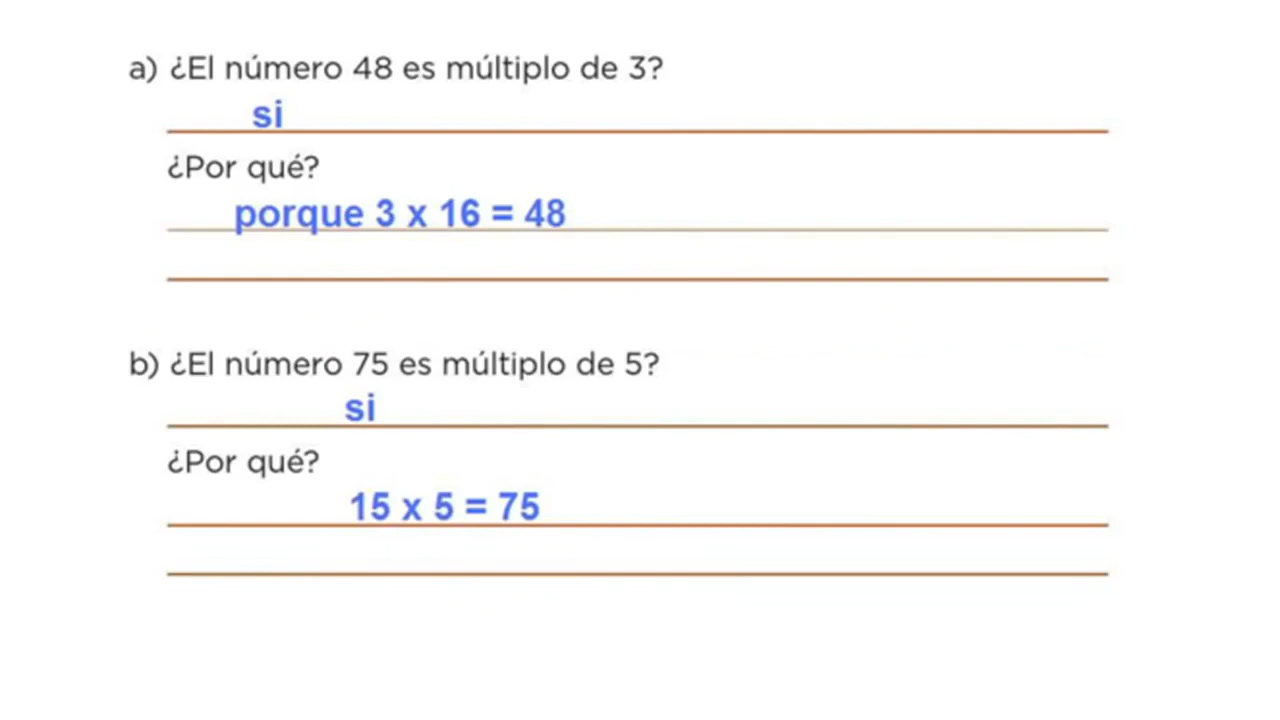 a) ¿El número 48 es múltiplo de 3?
si
¿Por qué?
porque 3 x 16 = 48
b) ¿El número 75 es múltiplo de 5?
si
¿Por qué?
15 x 5 = 75